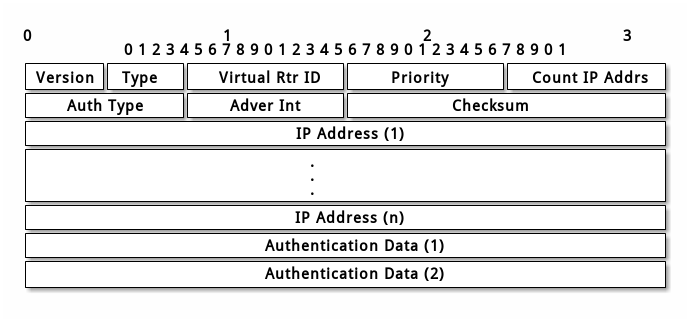 0 1 2 3
0 1 2 3 4 5 6 7 8 9 0 1 2 3 4 5 6 7 8 9 0 1 2 3 4 5 6 7 8 9 0 1
Version Type Virtual Rtr ID Priority Count IP Addrs
Auth Type Adver Int Checksum
IP Address (1)
.
.
.
IP Address (n)
Authentication Data (1)
Authentication Data (2)